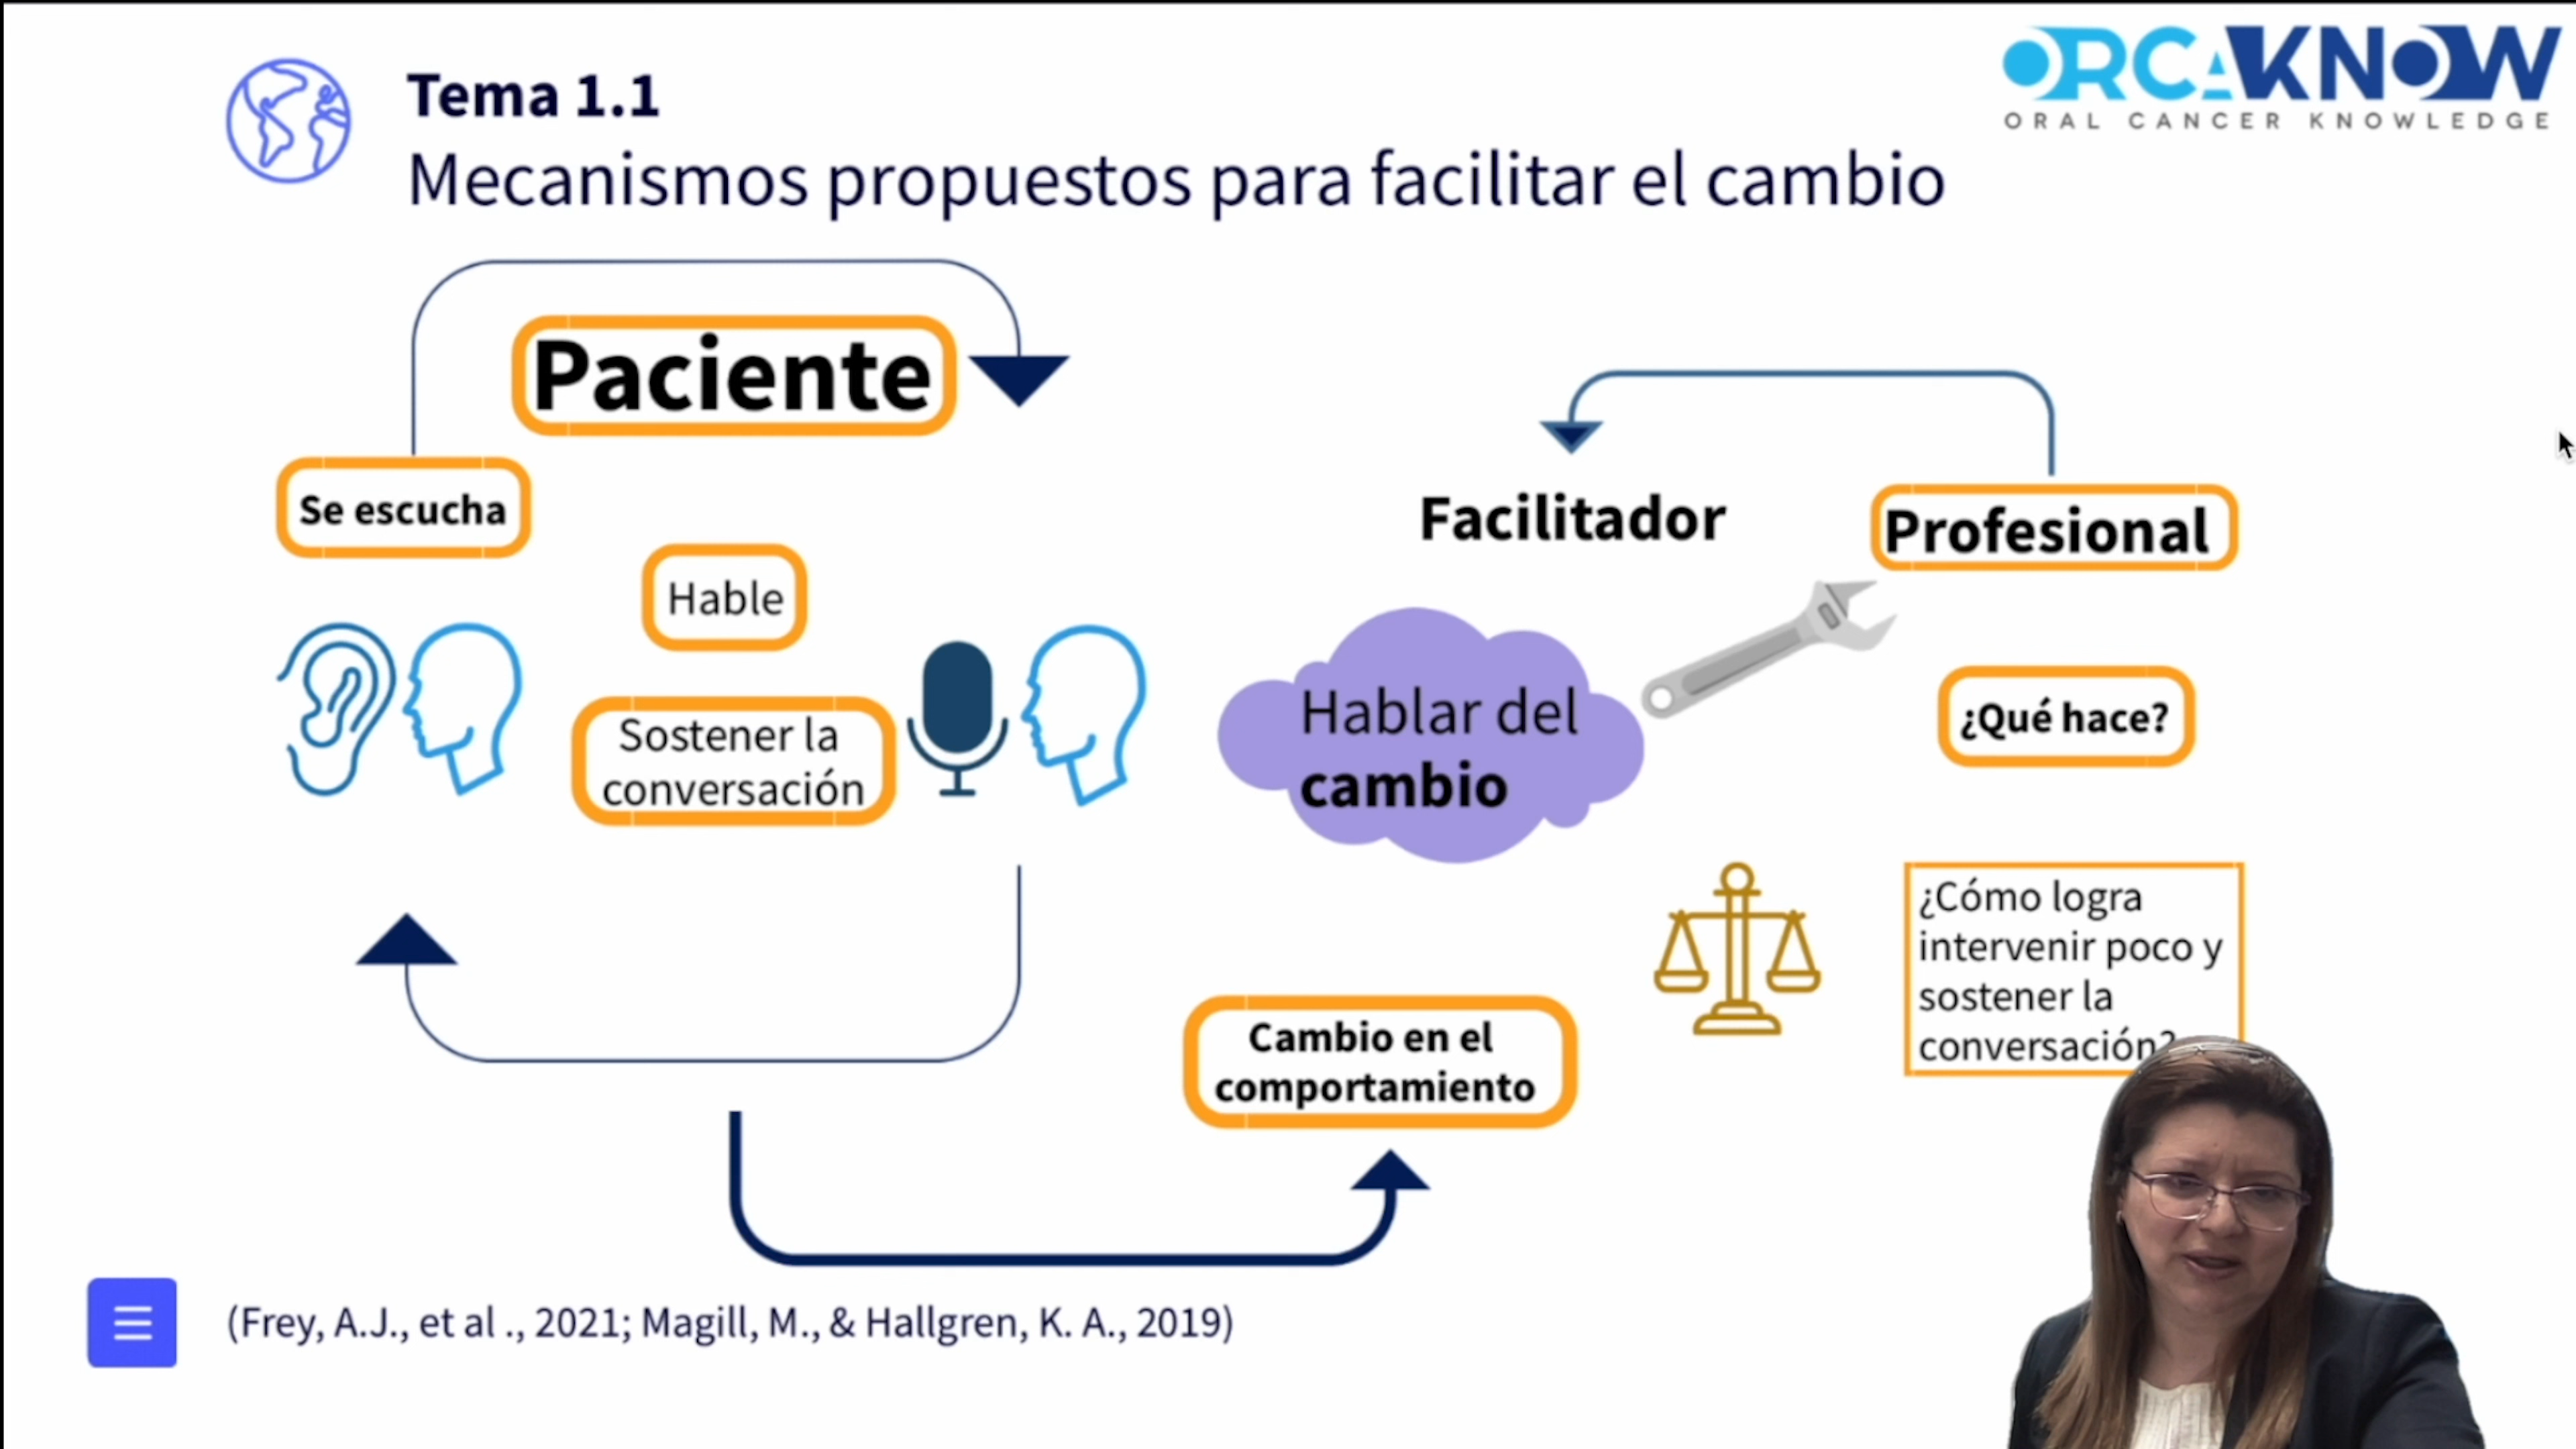 ORCAKNOW
ORAL CANCER KNOWLEDGE
Tema 1.1
Mecanismos propuestos para facilitar el cambio
Paciente
Se escucha
Hable
Sostener la
conversación
Facilitador
Profesional
Hablar del
cambio
¿Qué hace?
¿Cómo logra
intervenir poco y
sostener la
conversación?
Cambio en el
comportamiento
(Frey, A.J., et al ., 2021; Magill, M., & Hallgren, K. A., 2019)